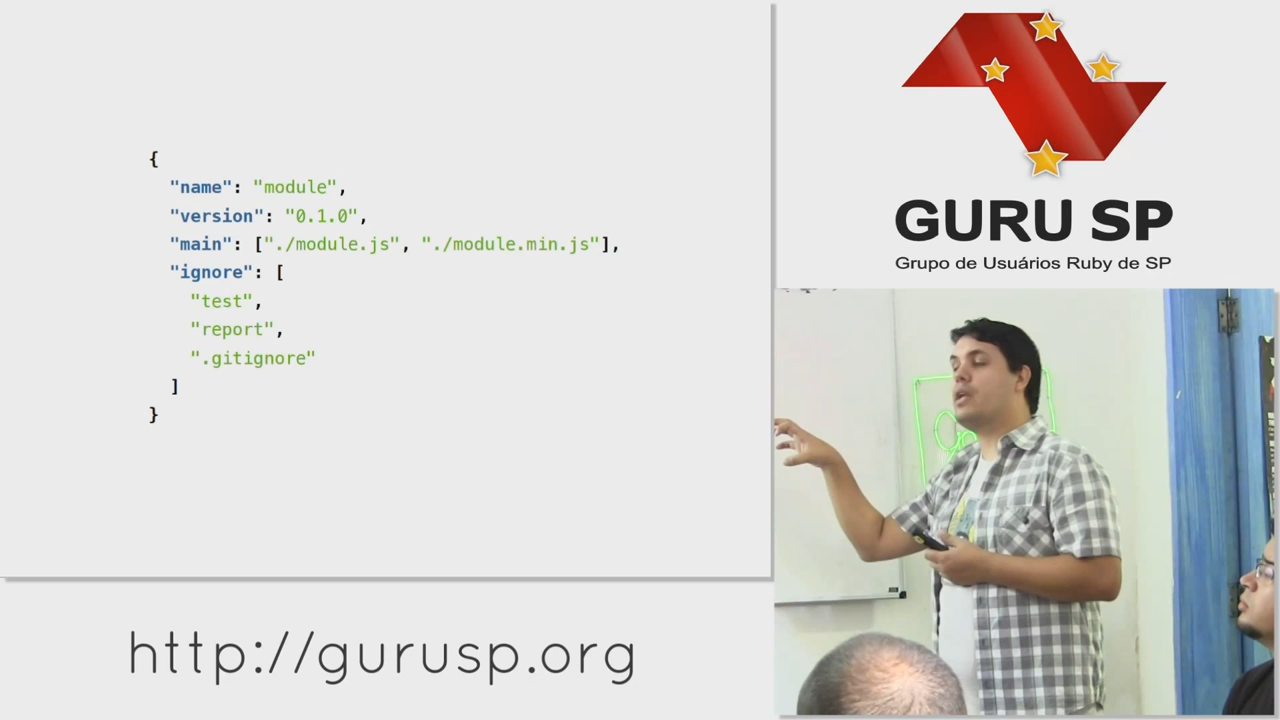 {
"name": "module",
"version": "0.1.0",
"main": ["./module.js", "./module.min.js"],
"ignore": [
"test",
"report",
".gitignore"
]
}
GURU SP
Grupo de Usuários Ruby de SP
http://gurusp.org